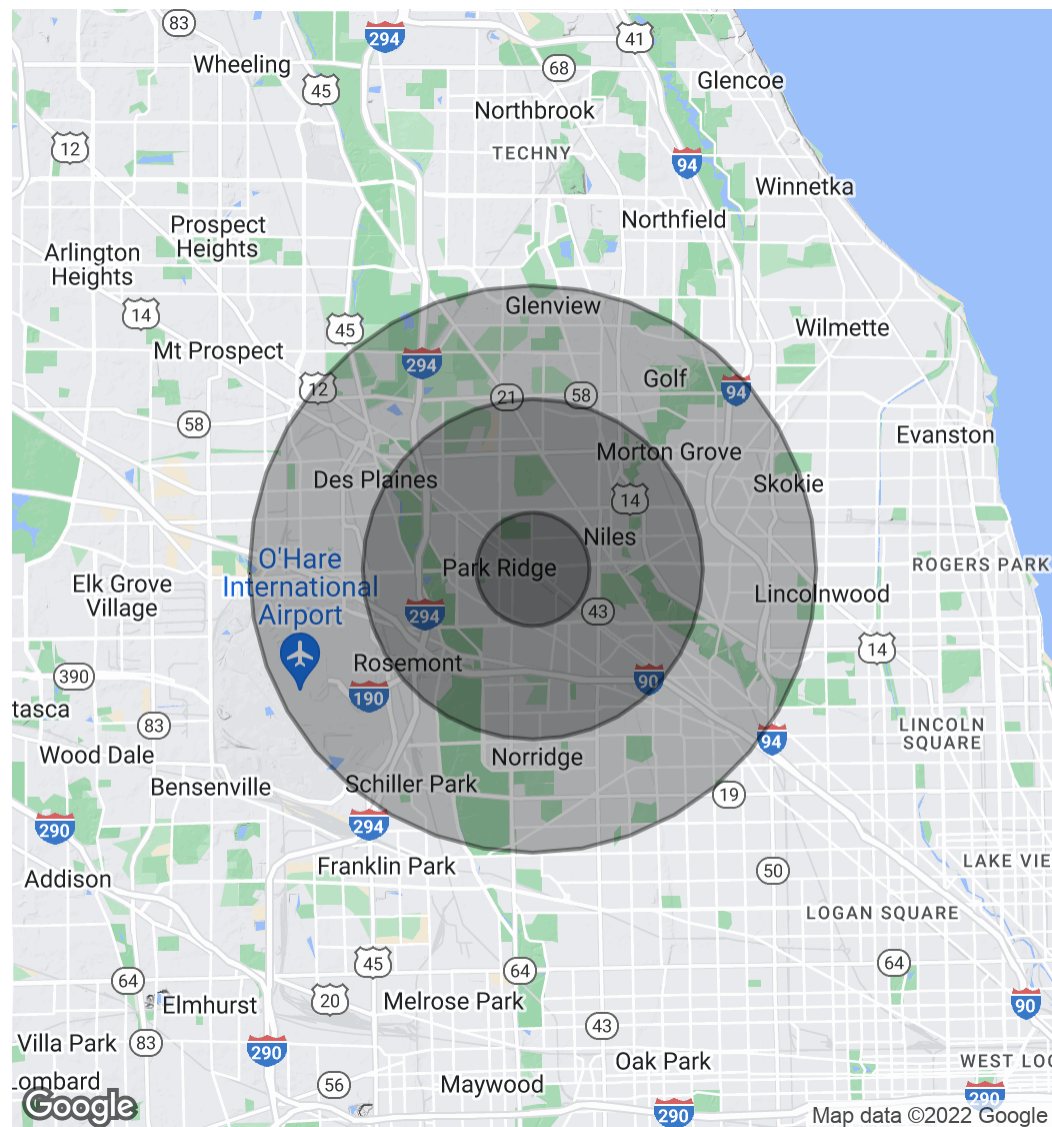 83
294
41
Wheeling
68
Glencoe
45
Northbrook
12
TECHNY
94
Winnetka
Northfield
Prospect
Heights
Arlington
Heights
Glenview
14
45
Wilmette
Mt Prospect
294
Golf
12
94
21
58
58
Evanston
Morton Grove
Des Plaines
Skokie
14
Niles
O'Hare
International
Airport
Park Ridge
ROGERS PARK
Elk Grove
Village
Lincolnwood
294
43
14
Rosemont
390
190
90
tasca
83
LINCOLN
SQUARE
94
Wood Dale
Norridge
Bensenville
Schiller Park
19
290
294
Franklin Park
LAKE VIE
50
Addison
LOGAN SQUARE
45
64
64
64
20
Melrose Park
Elmhurst
90
43
Villa Park
83
290
Oak Park
WEST LOO
Lombard
56
Maywood
290
290
Google
Map data ©2022 Google